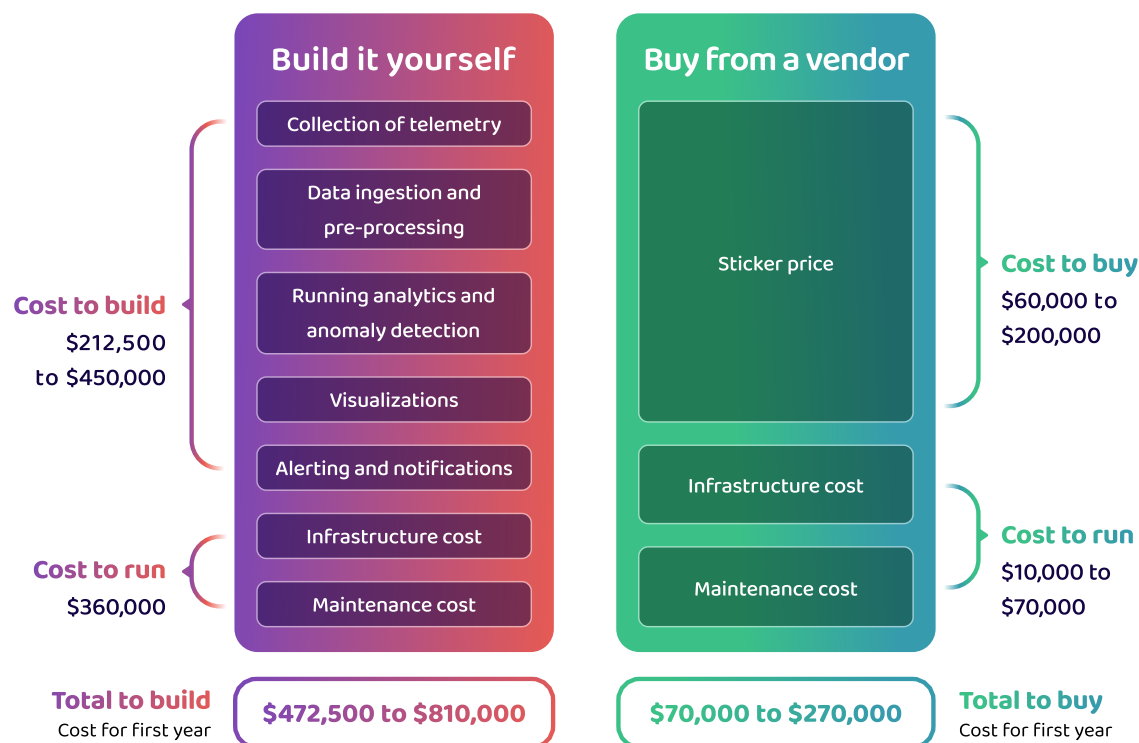 Build it yourself
Collection of telemetry
Data ingestion and
pre-processing
Running analytics and
anomaly detection
Visualizations
Alerting and notifications
Infrastructure cost
Maintenance cost
Cost to build
$212,500
to $450,000
Cost to run
$360,000
Total to build
Cost for first year
$472,500 to $810,000
Buy from a vendor
Sticker price
Infrastructure cost
Maintenance cost
Cost to buy
$60,000 to
$200,000
Cost to run
$10,000 to
$70,000
$70,000 to $270,000
Total to buy
Cost for first year